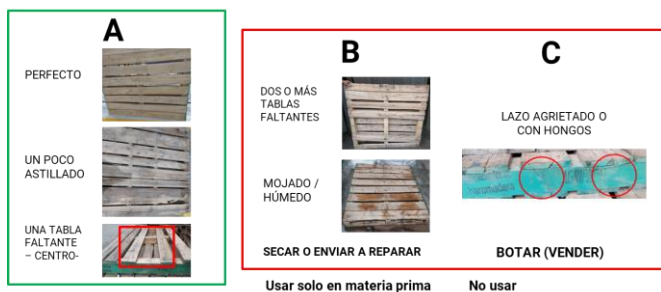 A
PERFECTO
UN POCO
ASTILLADO
UNA TABLA
FALTANTE
– CENTRO-
B
DOS O MÁS
TABLAS
FALTANTES
MOJADO /
HÚMEDO
SECAR O ENVIAR A REPARAR
C
LAZO AGRIETADO O
CON HONGOS
BOTAR (VENDER)
Usar solo en materia prima
No usar